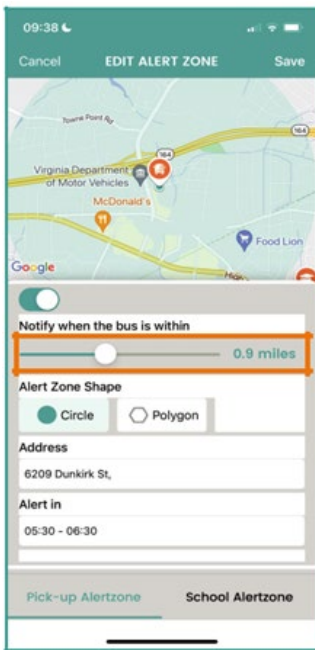 09:38
Cancel EDIT ALERT ZONE Save
Towne Point Rd
164
164
Virginia Department
of Motor Vehicles
McDonald's
Food Lion
Google
Notify when the bus is within
0.9 miles
Alert Zone Shape
Circle Polygon
Address
6209 Dunkirk St,
Alert in
05:30 - 06:30
Pick-up Alertzone School Alertzone